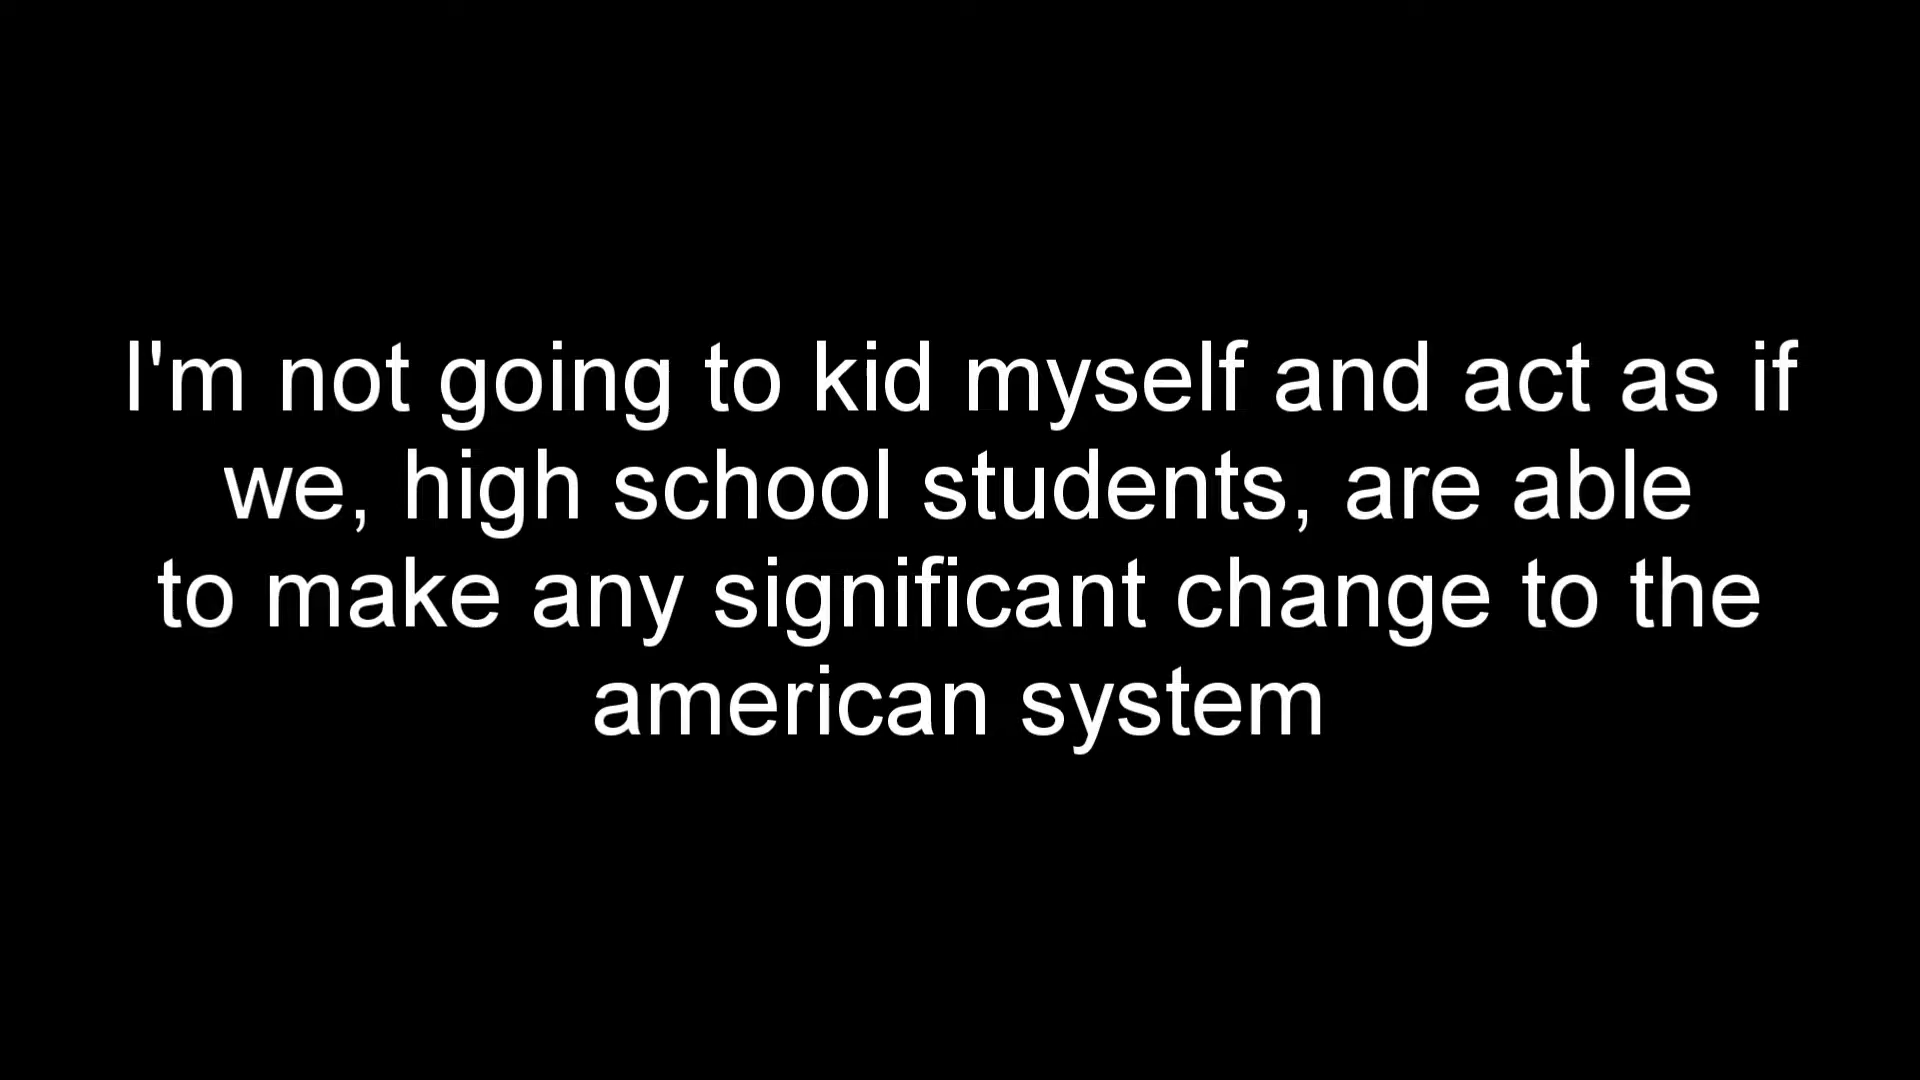 I'm not going to kid myself and act as if
we, high school students, are able
to make any significant change to the
american system